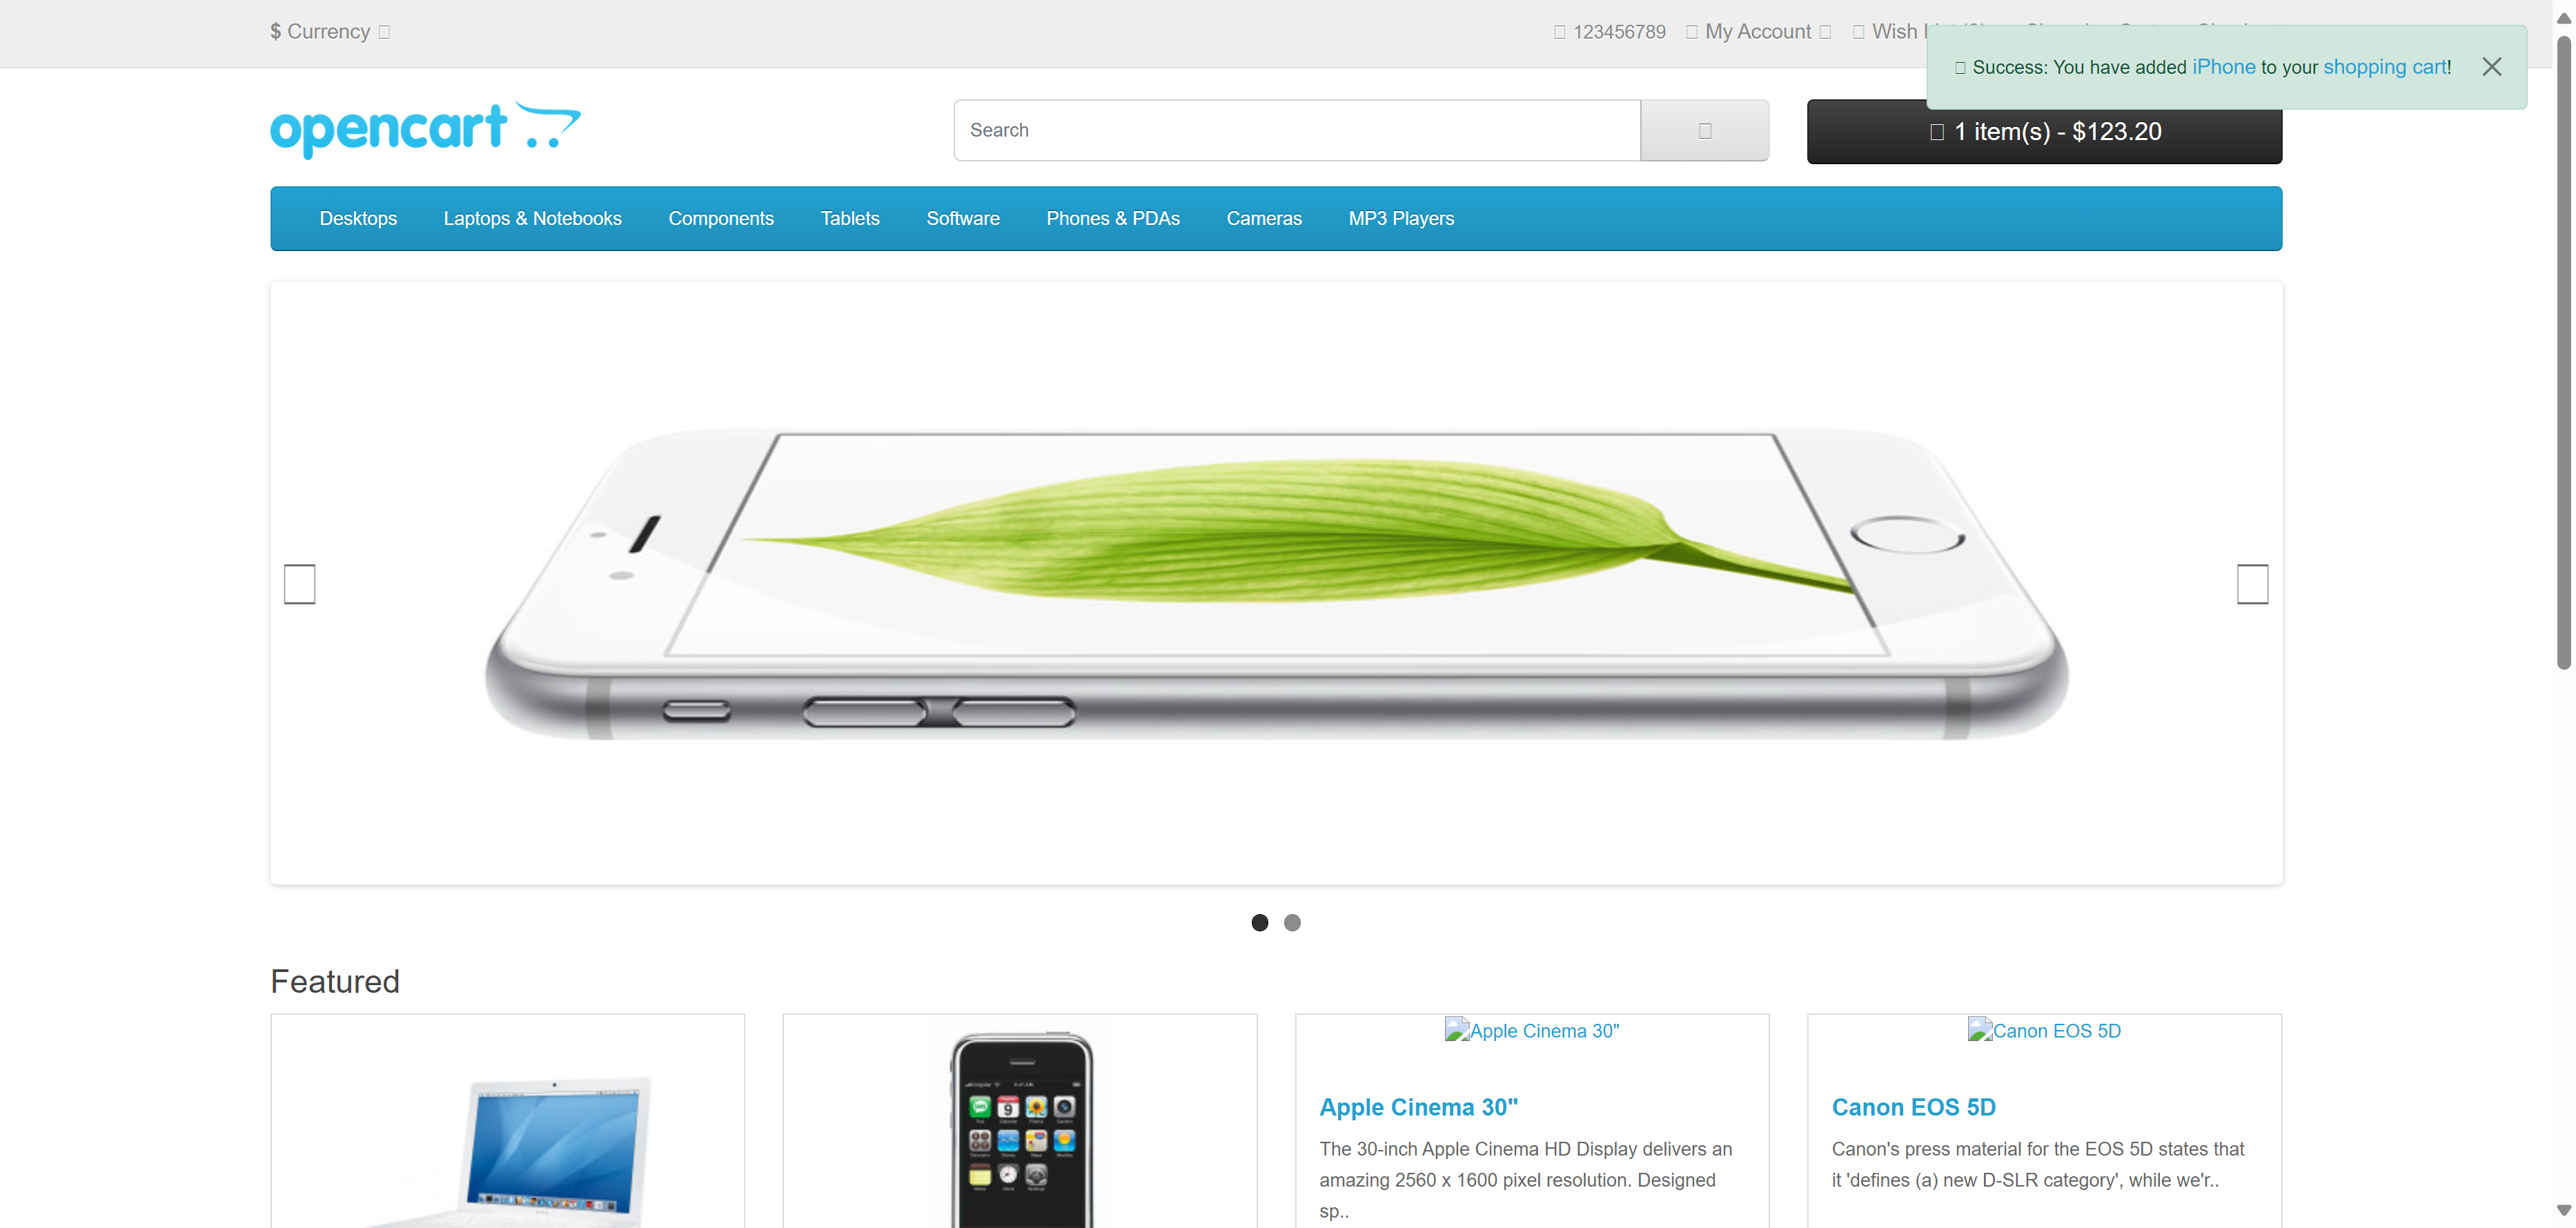 $ Currency
123456789 My Account Wish
Success: You have added iPhone to your shopping cart!
opencart
Search
1 item(s) - $123.20
Desktops Laptops & Notebooks Components Tablets Software Phones & PDAs Cameras MP3 Players
Featured
Apple Cinema 30"
Canon EOS 5D
Apple Cinema 30"
The 30-inch Apple Cinema HD Display delivers an
amazing 2560 x 1600 pixel resolution. Designed
sp..
Canon EOS 5D
Canon's press material for the EOS 5D states that
it 'defines (a) new D-SLR category', while we'r..